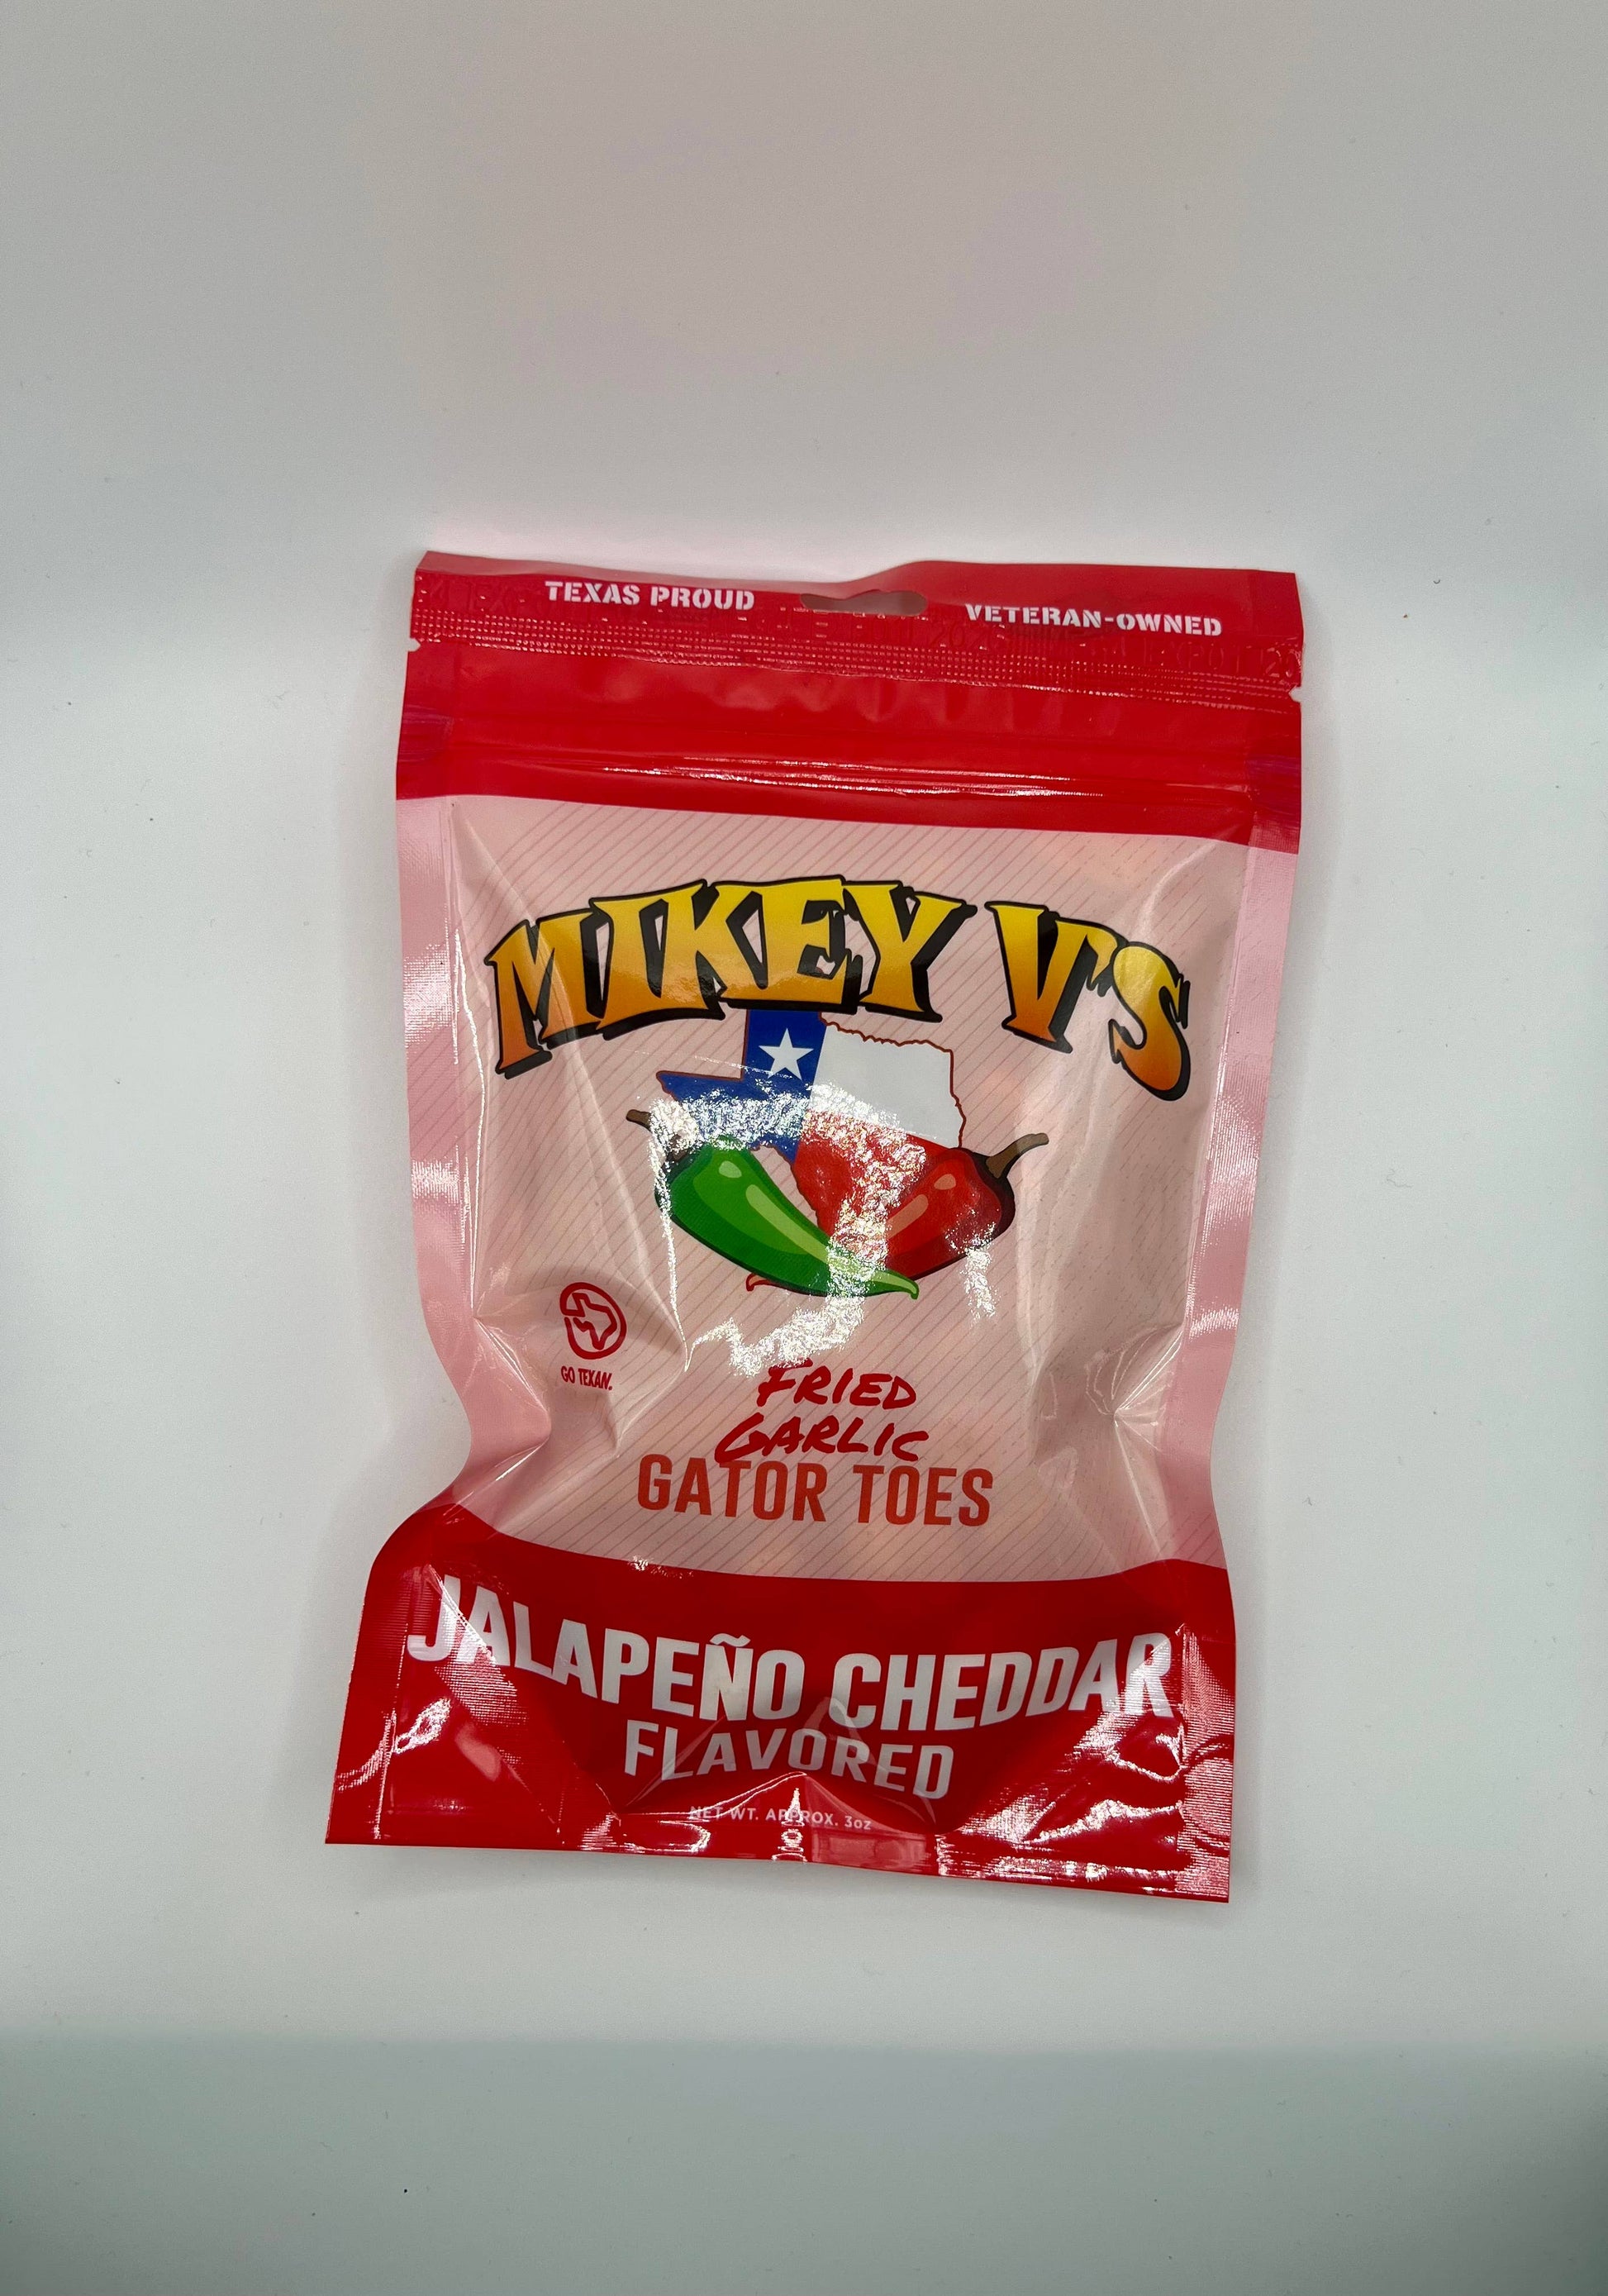 TEXAS PROUD
VETERAN-OWNED
MIKEY V'S
GO TEXAN.
FRIED
GARLIC
GATOR TOES
JALAPEÑO CHEDDAR
FLAVORED
NET WT. APPROX. 3oz